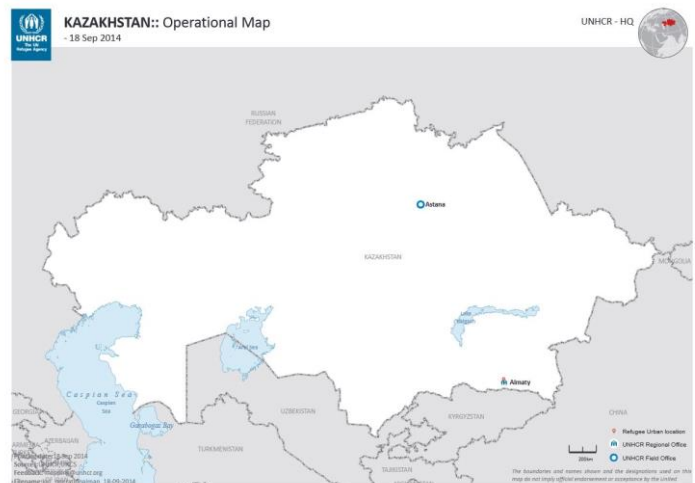 UNHCR
The UN
Refugee Agency
KAZAKHSTAN:: Operational Map
- 18 Sep 2014
UNHCR - HQ
RUSSIAN
FEDERATION
Astana
KAZAKHSTAN
MONGOLIA
Lake
Aral Sea
Almaty
Caspian Sea
Caspian
Sea
Garabogaz Bay
GEORGIA
UZBEKISTAN
KYRGYZSTAN
CHINA
AZERBAIJAN
TURKMENISTAN
TAJIKISTAN
Refugee Urban location
UNHCR Regional Office
UNHCR Field Office
The boundaries and names shown and the designations used on this
map do not imply official endorsement or acceptance by the United